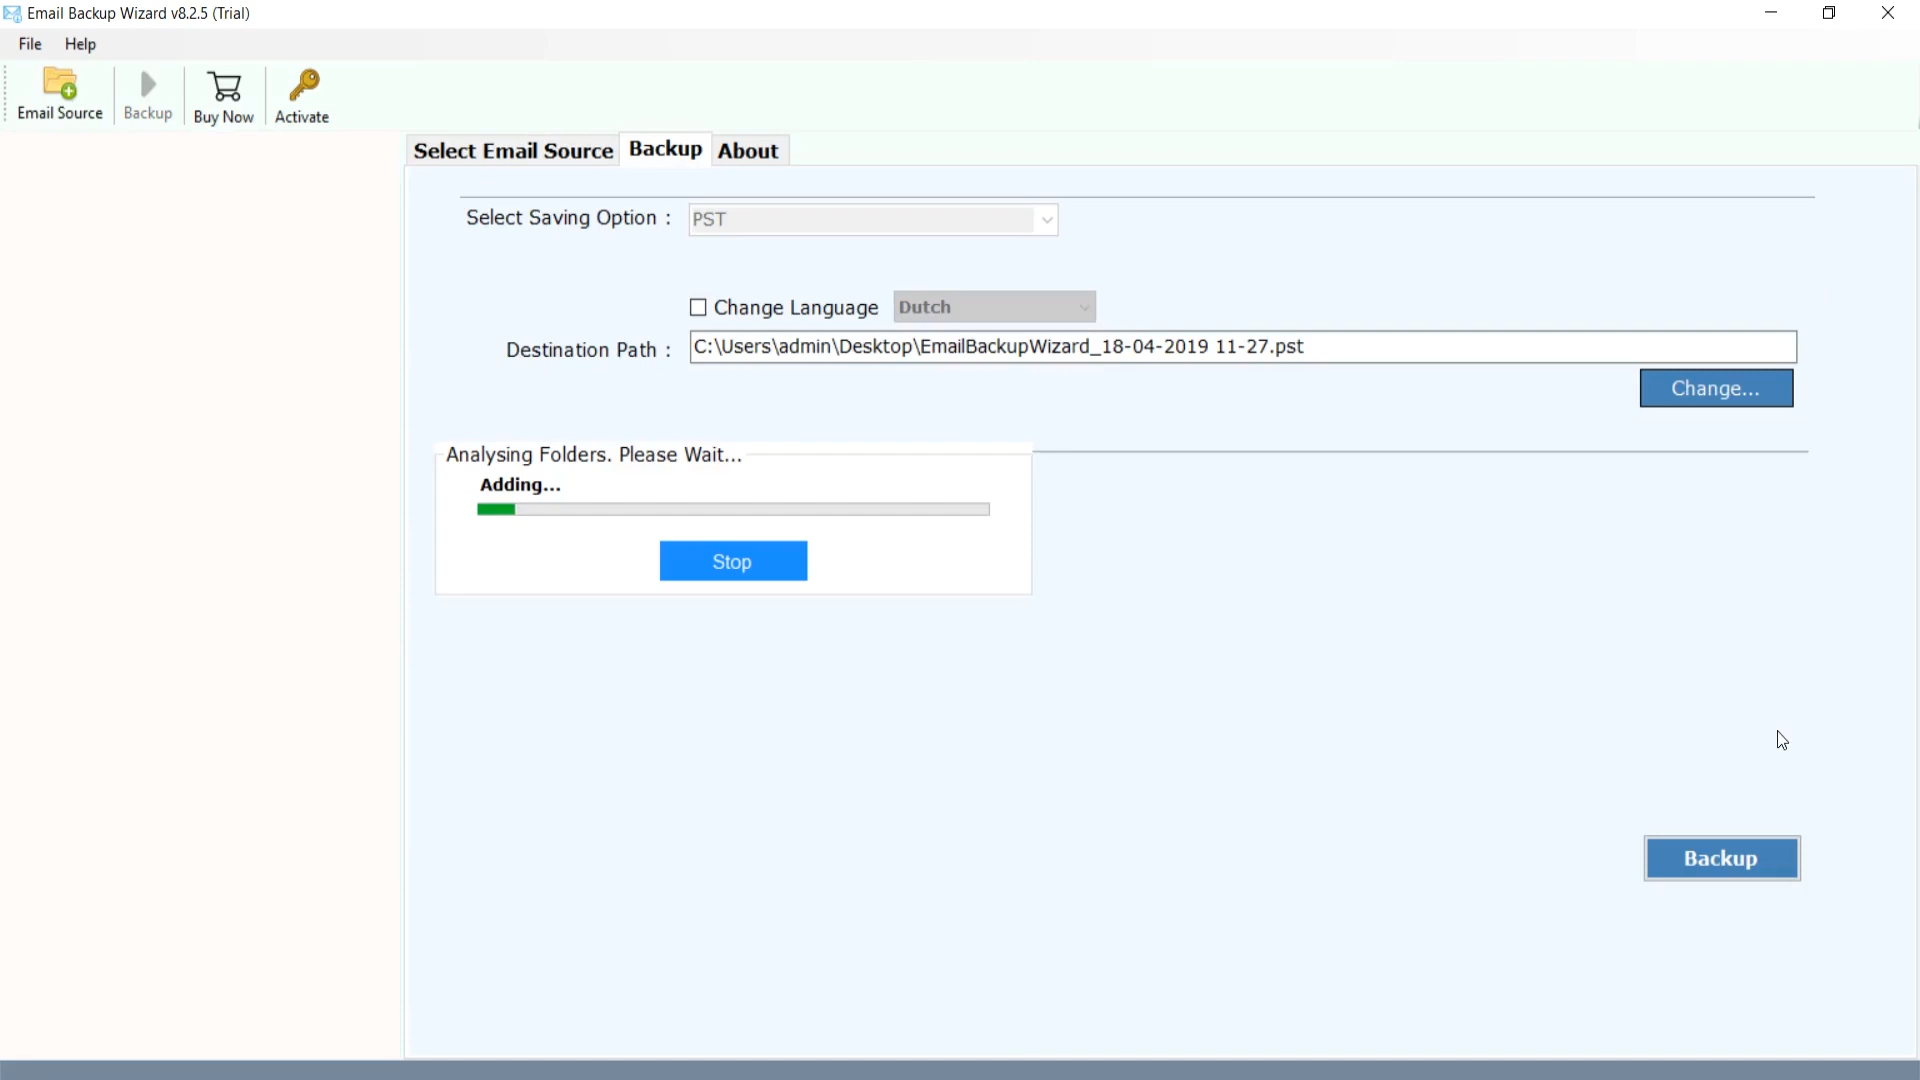 Email Backup Wizard v8.2.5 (Trial)
File Help
Email Source Backup Buy Now Activate
Select Email Source Backup About
Select Saving Option : PST
Change Language Dutch
Destination Path : C:\Users\admin\Desktop\EmailBackupWizard_18-04-2019 11-27.pst
Change...
Analysing Folders. Please Wait...
Adding...
Stop
Backup